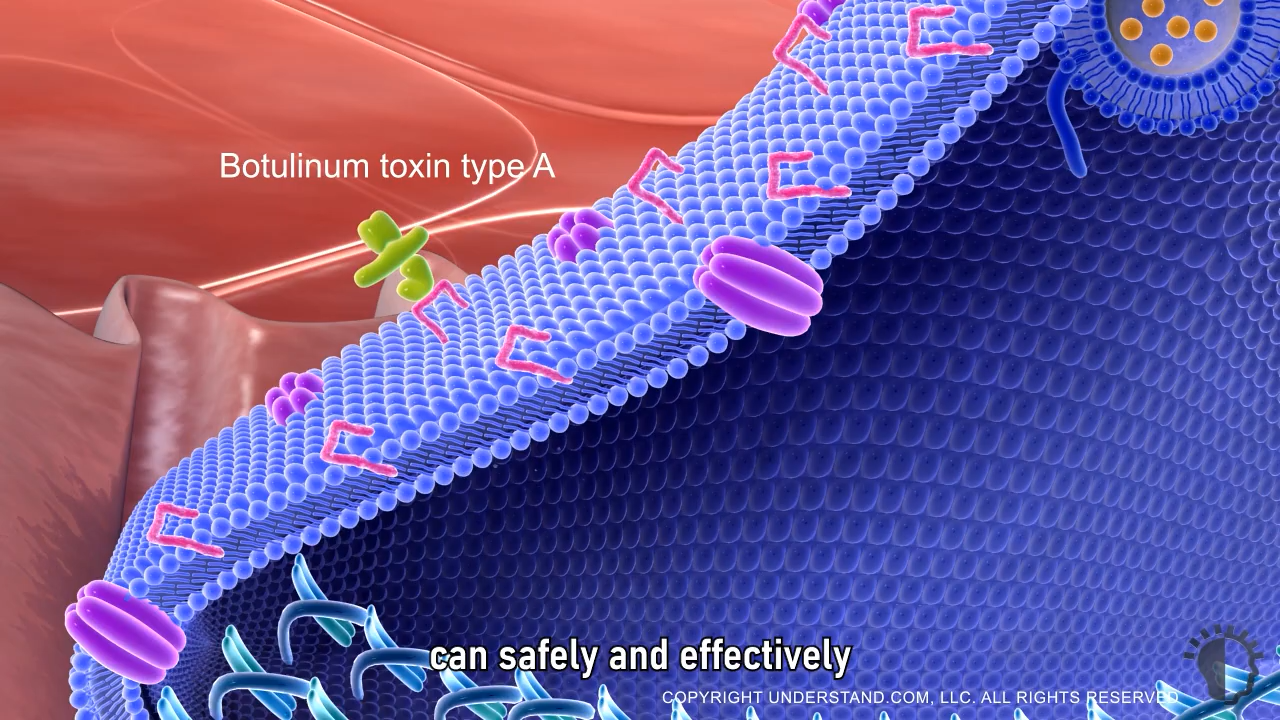 Botulinum toxin type A
can safely and effectively
COPYRIGHT UNDERSTAND.COM, LLC. ALL RIGHTS RESERVED